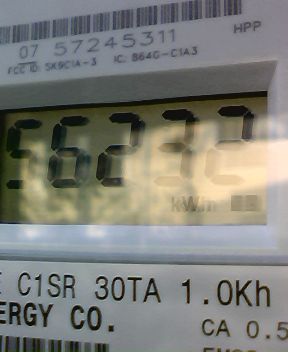 07 57245311 HPP
FCC ID: SK9C1A-3 IC: 864G-C1A3
56232
kWh
C1SR 30TA 1.0Kh
ERGY CO.
CA 0.5